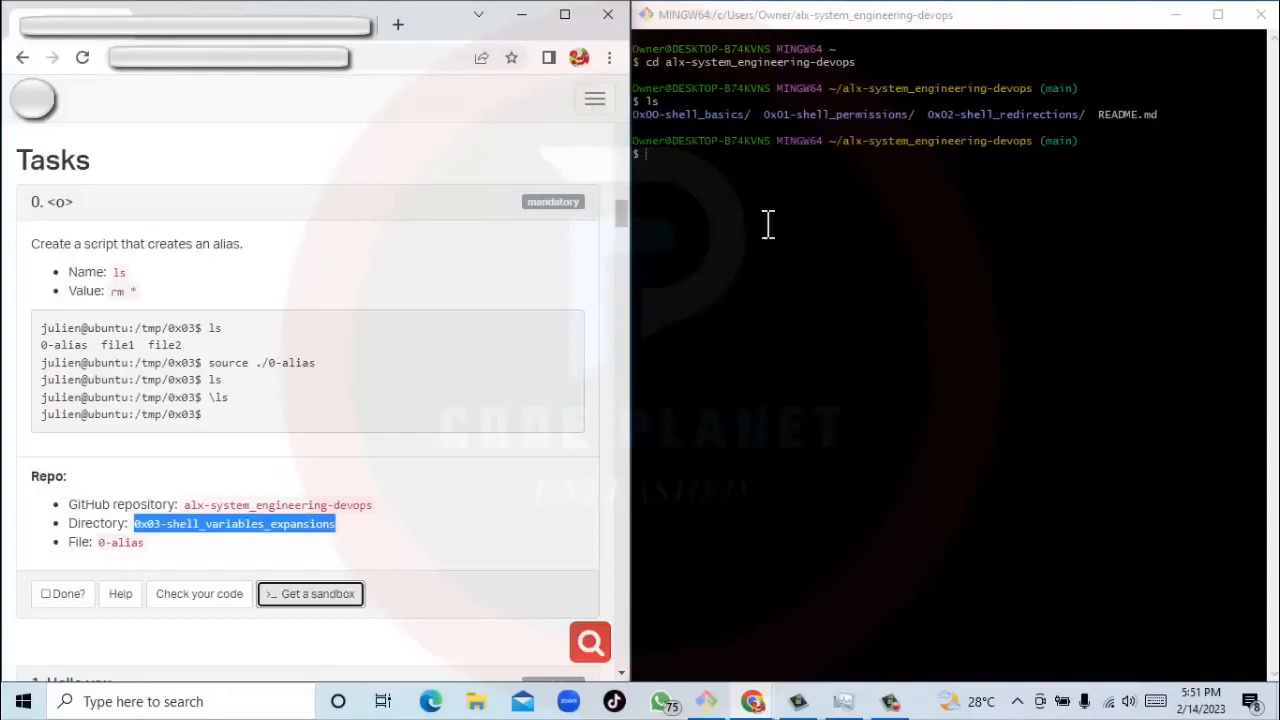 MINGW64:/c/Users/Owner/alx-system_engineering-devops
Tasks
0. <o>
mandatory
Create a script that creates an alias.
Name: ls
Value: rm *
julien@ubuntu:/tmp/0x03$ ls
0-alias  file1  file2
julien@ubuntu:/tmp/0x03$ source ./0-alias
julien@ubuntu:/tmp/0x03$ ls
julien@ubuntu:/tmp/0x03$ \ls
julien@ubuntu:/tmp/0x03$
Repo:
GitHub repository: alx-system_engineering-devops
Directory: 0x03-shell_variables_expansions
File: 0-alias
Done?
Help
Check your code
>_ Get a sandbox
Owner@DESKTOP-B74KVNS MINGW64 ~
$ cd alx-system_engineering-devops
Owner@DESKTOP-B74KVNS MINGW64 ~/alx-system_engineering-devops (main)
$ ls
0x00-shell_basics/  0x01-shell_permissions/  0x02-shell_redirections/  README.md
Owner@DESKTOP-B74KVNS MINGW64 ~/alx-system_engineering-devops (main)
$
CODE PLANET
Type here to search
zoom
75
28°C
5:51 PM
2/14/2023
8